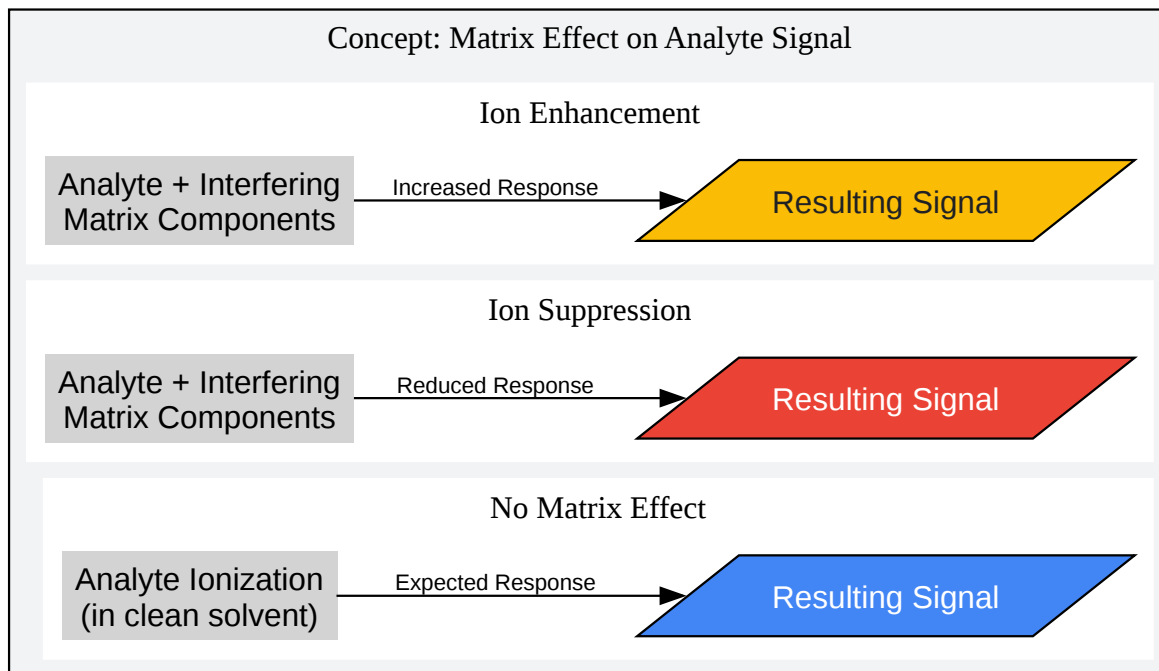 Concept: Matrix Effect on Analyte Signal
Ion Enhancement
Analyte + Interfering
Matrix Components
Increased Response
Resulting Signal
Ion Suppression
Analyte + Interfering
Matrix Components
Reduced Response
Resulting Signal
No Matrix Effect
Analyte Ionization
(in clean solvent)
Expected Response
Resulting Signal